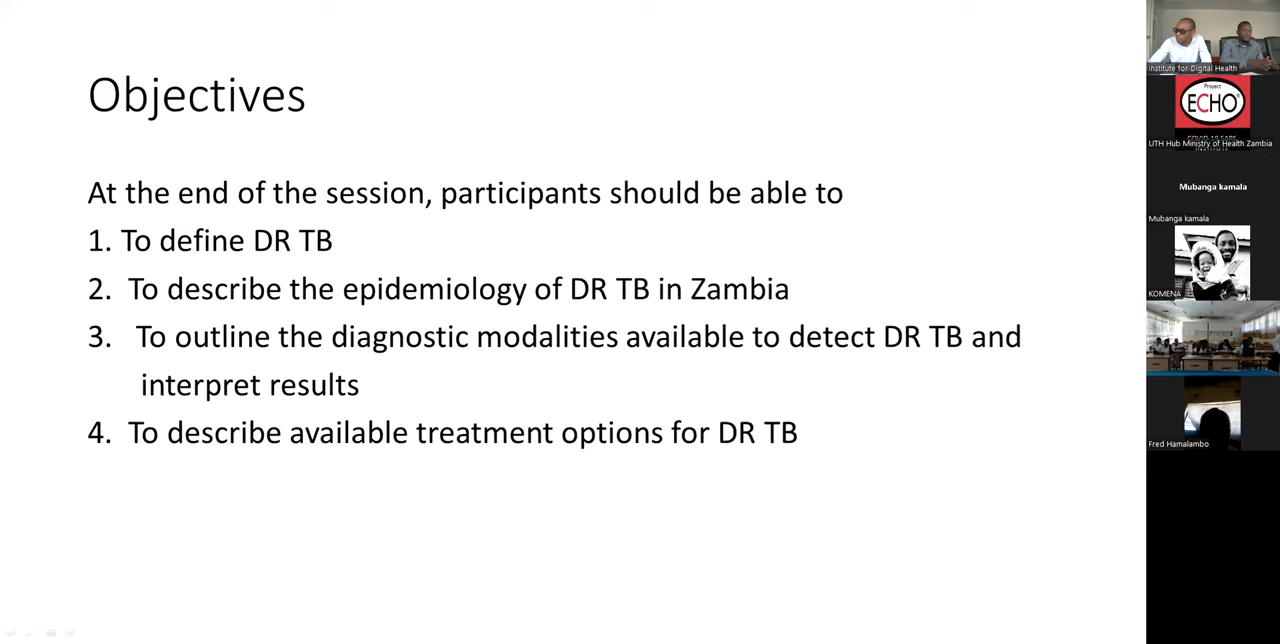 Objectives
At the end of the session, participants should be able to
1. To define DR TB
2. To describe the epidemiology of DR TB in Zambia
3. To outline the diagnostic modalities available to detect DR TB and
interpret results
4. To describe available treatment options for DR TB
Institute for Digital Health
Project
ECHO
UTH Hub Ministry of Health Zambia
Mubanga kamala
Mubanga kamala
KOMENA
Fred Hamalambo